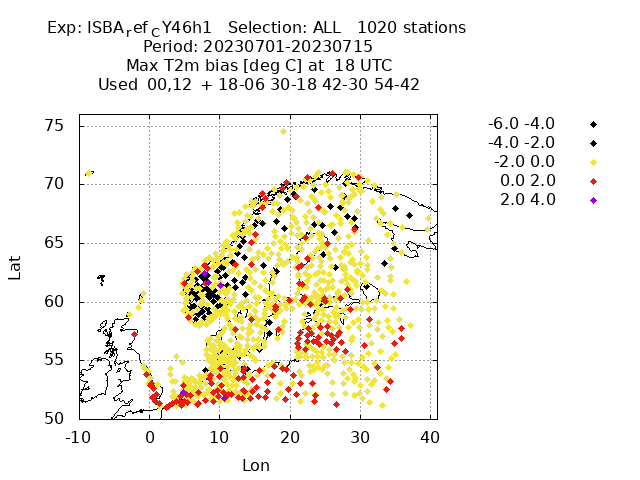 Exp: ISBArefCY46h1 Selection: ALL 1020 stations
Period: 20230701-20230715
Max T2m bias [deg C] at 18 UTC
Used 00,12 + 18-06 30-18 42-30 54-42
75
70
65
60
55
50
Lat
-10 0 10 20 30 40
Lon
-6.0 -4.0
-4.0 -2.0
-2.0 0.0
0.0 2.0
2.0 4.0